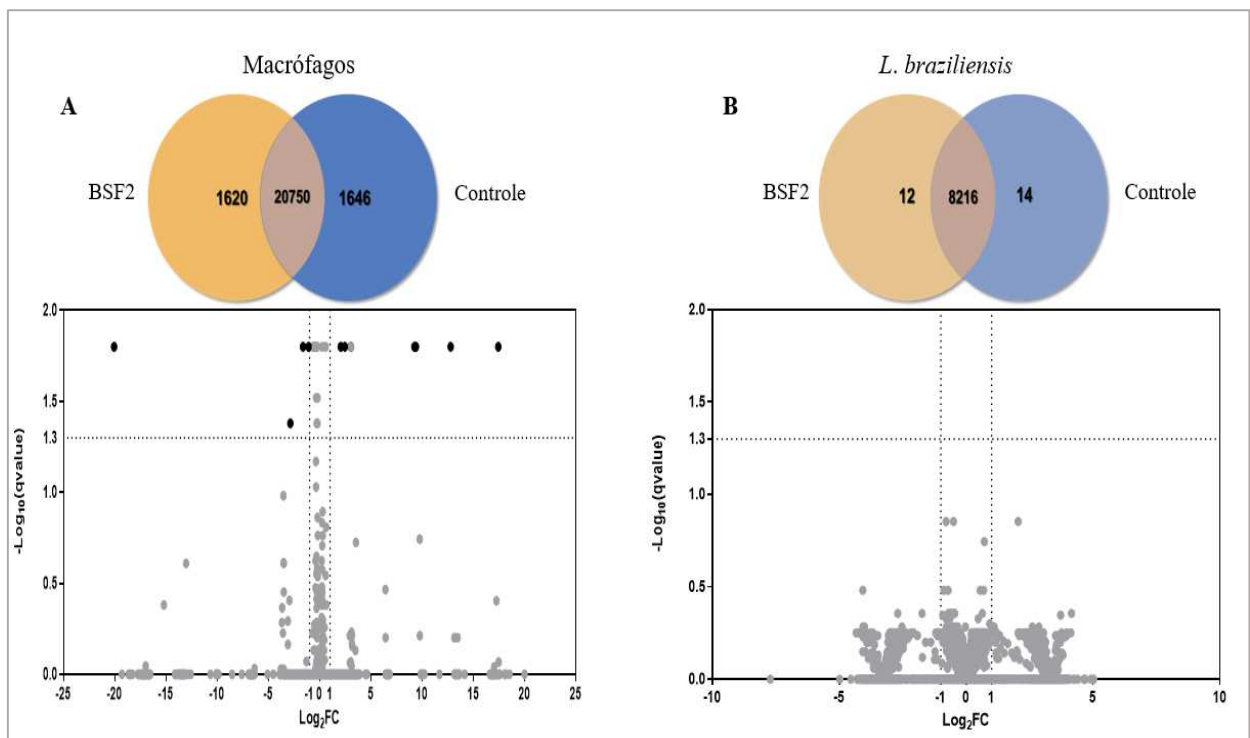 Macrófagos
A
BSF2
1620
20750
1646
Controle
2.0
1.5
1.3
1.0
0.5
0.0
-Log10(qvalue)
-25 -20 -15 -10 -5 -1 0 1 5 10 15 20 25
Log2FC
L. braziliensis
B
BSF2
12
8216
14
Controle
2.0
1.5
1.3
1.0
0.5
0.0
-Log10(qvalue)
-10 -5 -1 0 1 5 10
Log2FC